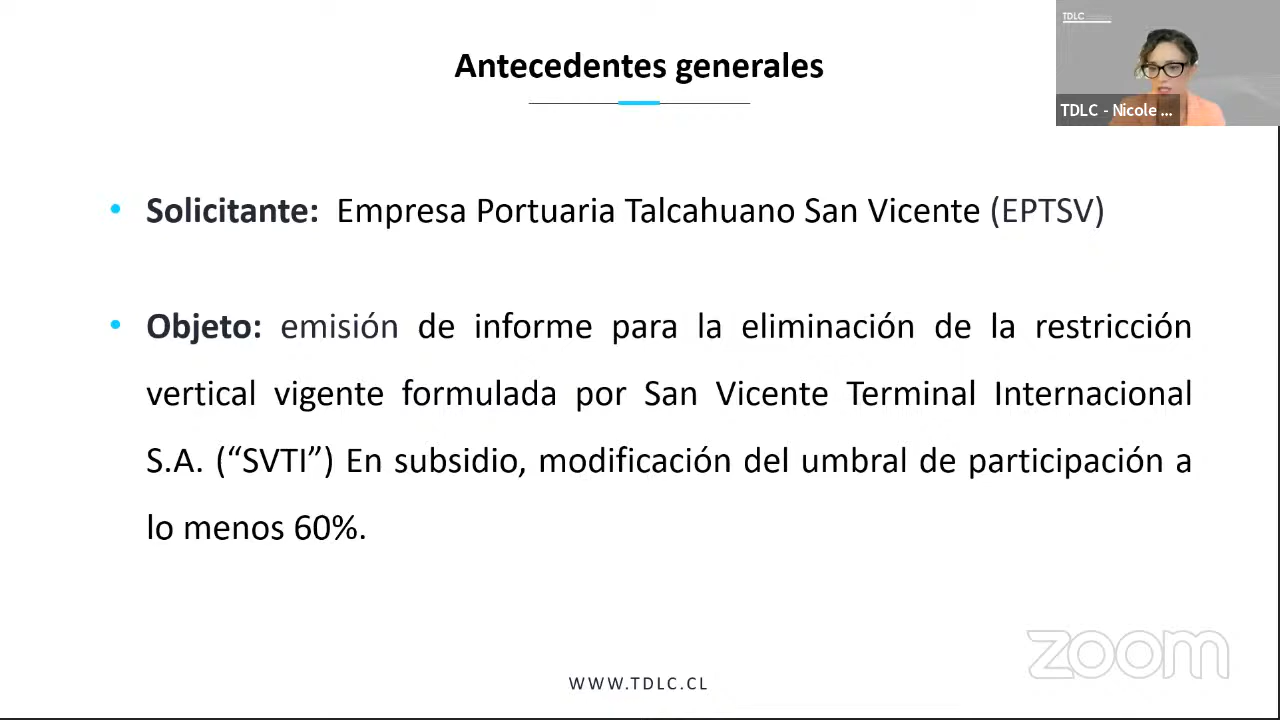 Antecedentes generales
TDLC
TDLC - Nicole ...
• Solicitante: Empresa Portuaria Talcahuano San Vicente (EPTSV)
• Objeto: emisión de informe para la eliminación de la restricción
vertical vigente formulada por San Vicente Terminal Internacional
S.A. (“SVTI”) En subsidio, modificación del umbral de participación a
lo menos 60%.
zoom
WWW.TDLC.CL